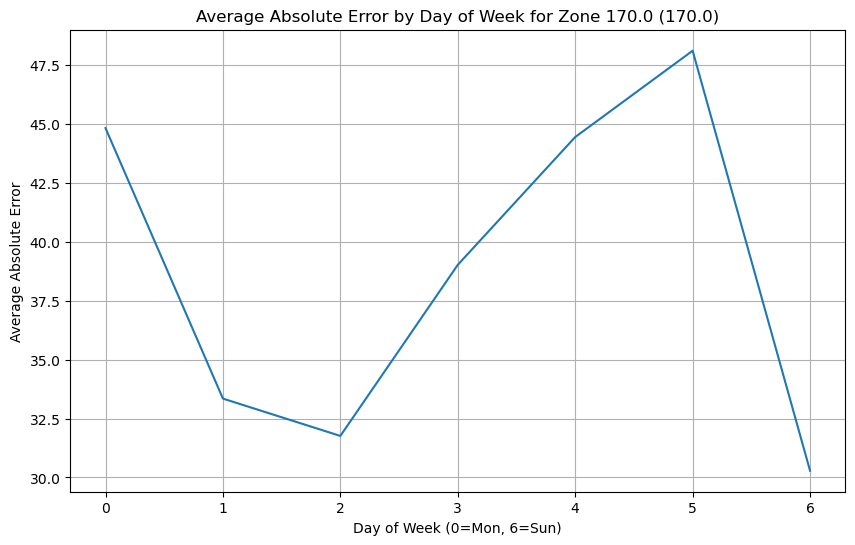 Average Absolute Error by Day of Week for Zone 170.0 (170.0)
47.5
45.0
42.5
40.0
37.5
35.0
32.5
30.0
Average Absolute Error
0 1 2 3 4 5 6
Day of Week (0=Mon, 6=Sun)